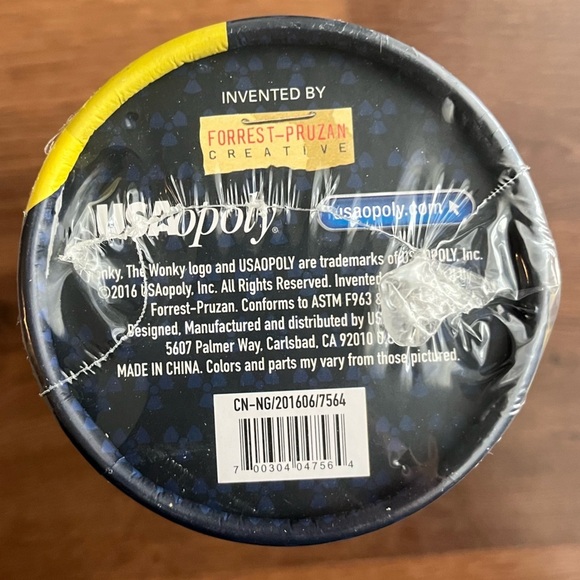 INVENTED BY
FORREST-PRUZAN
CREATIVE
USAopoly®
usaopoly.com
The Wonky logo and USAOPOLY are trademarks of USAOPOLY, Inc.
©2016 USAopoly, Inc. All Rights Reserved. Invented
Forrest-Pruzan. Conforms to ASTM F963 &
Designed, Manufactured and distributed by
5607 Palmer Way, Carlsbad, CA 92010
MADE IN CHINA. Colors and parts my vary from those pictured.
CN-NG/201606/7564
7 00304 04756 4